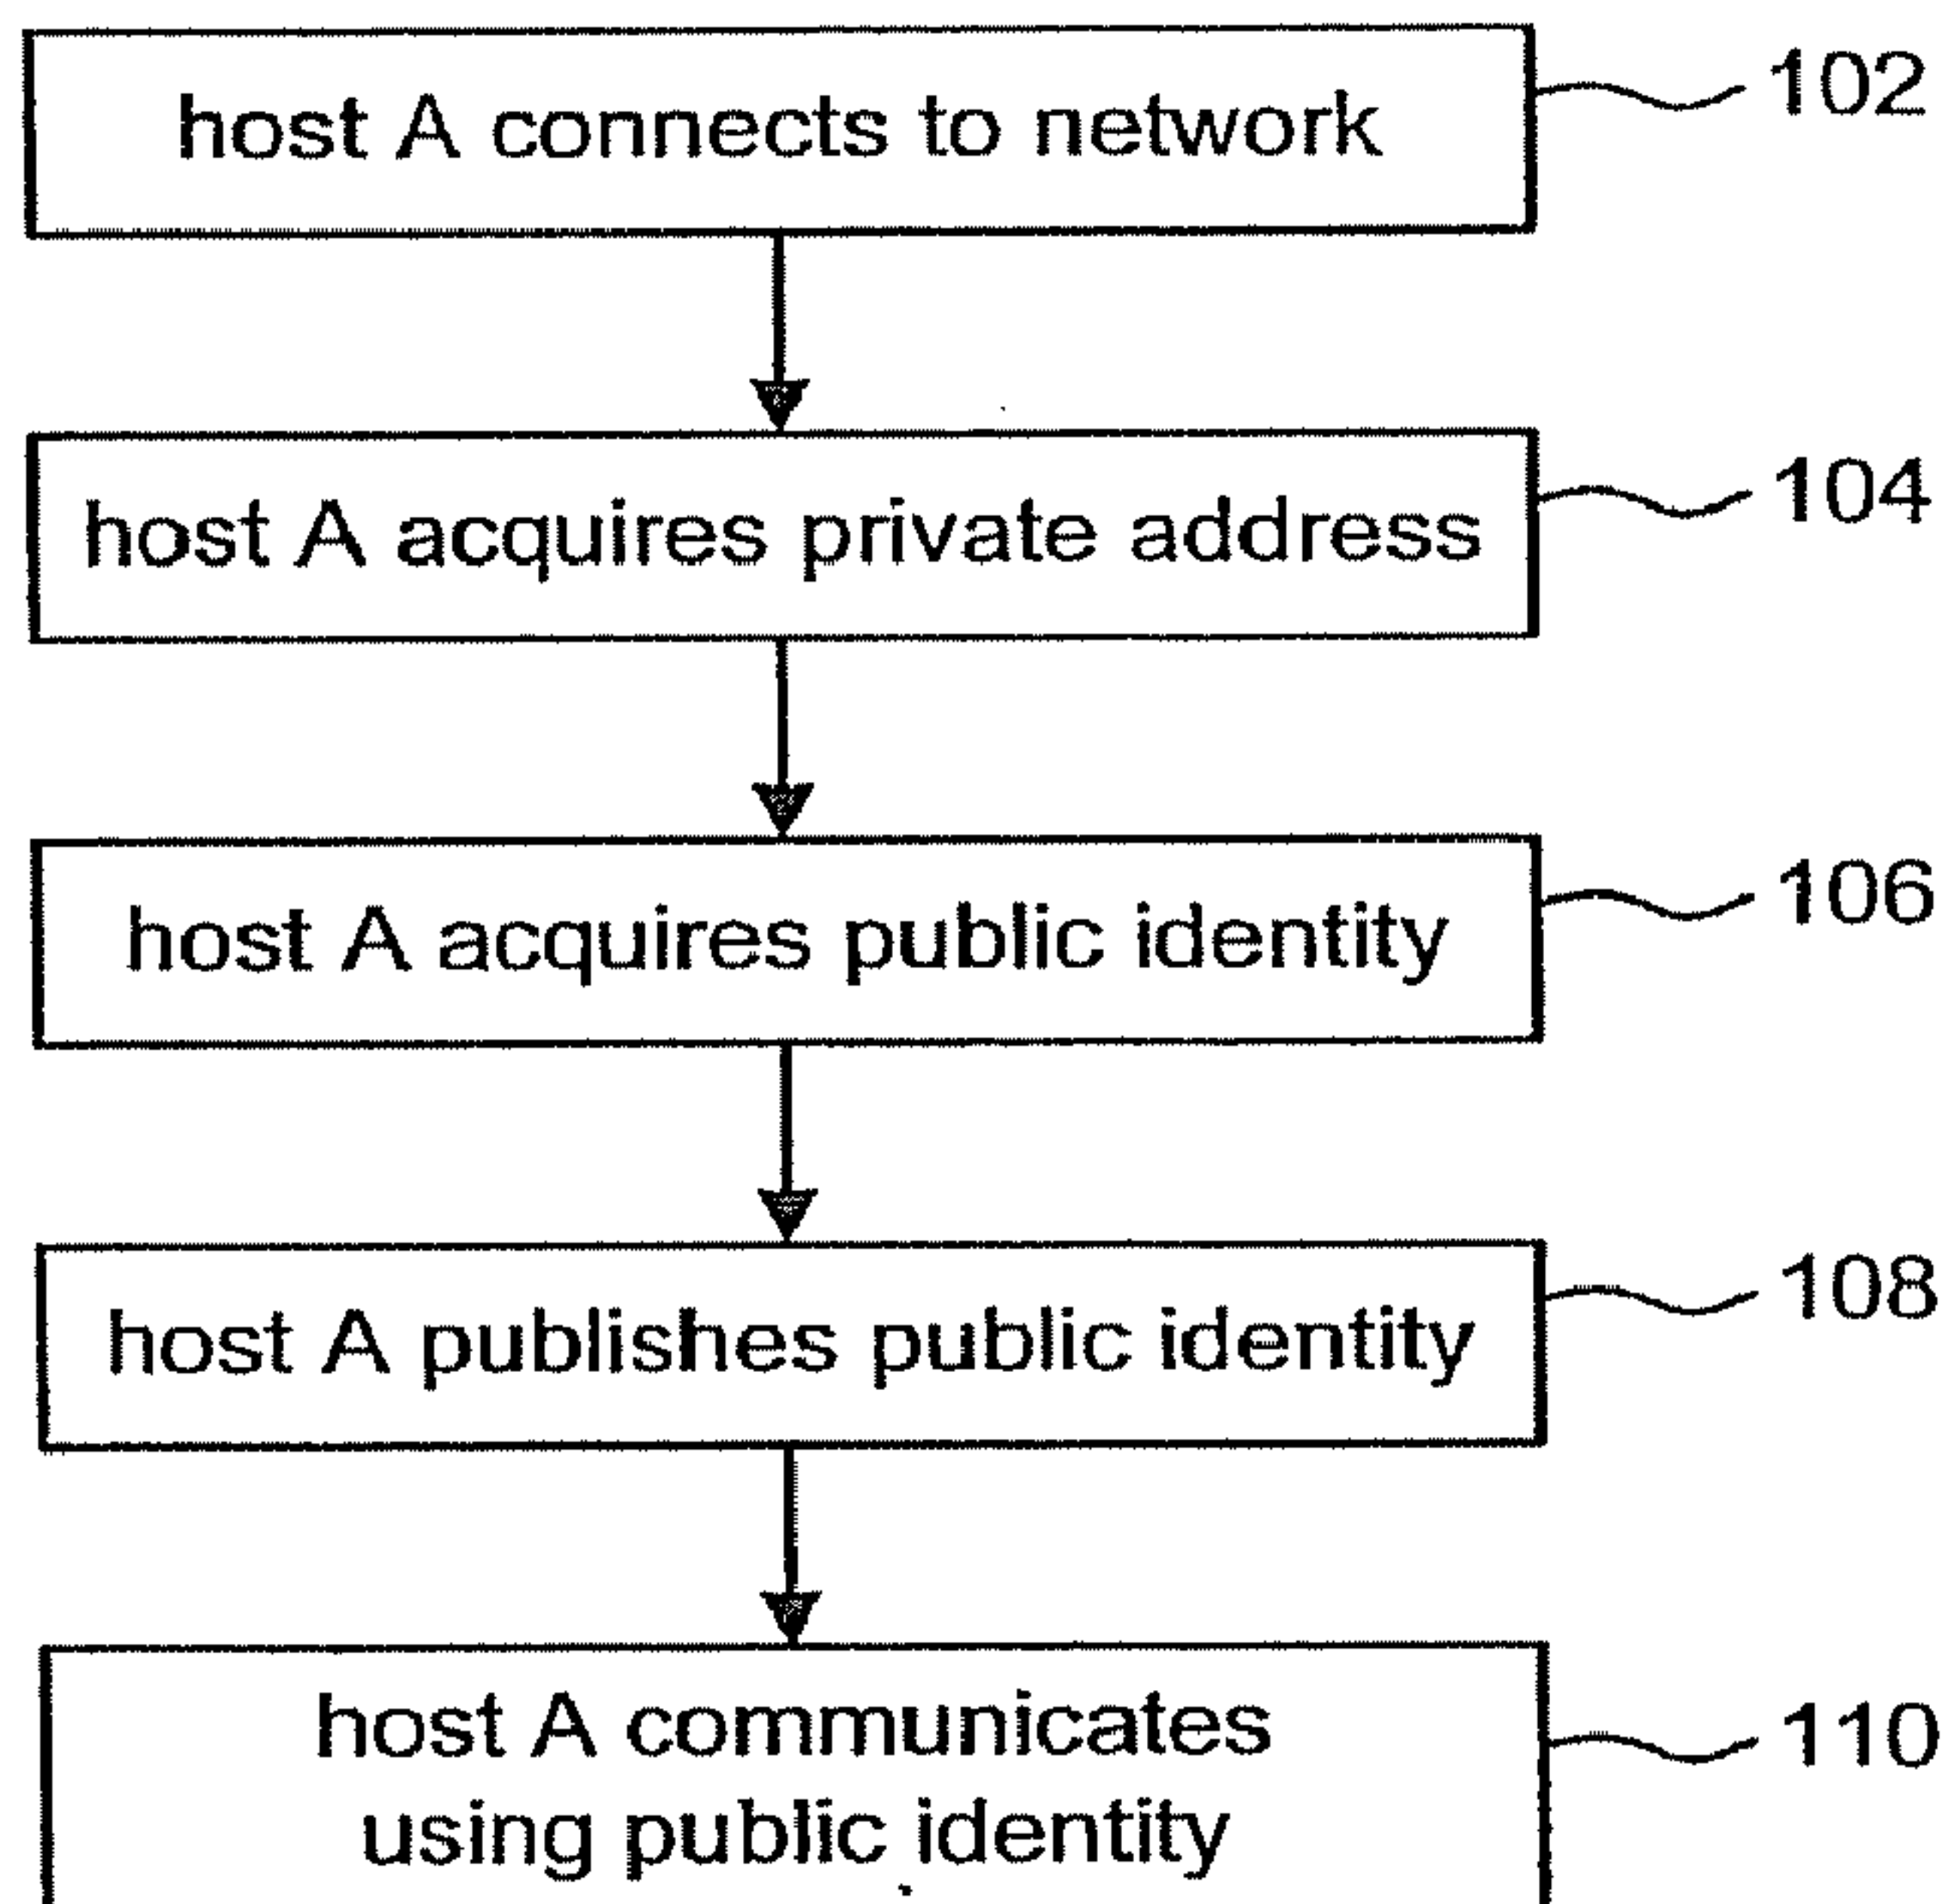 host A connects to network
102
host A acquires private address
104
host A acquires public identity
106
host A publishes public identity
108
host A communicates
using public identity
110